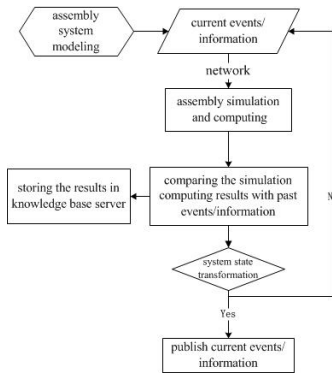 assembly
system
modeling
current events/
information
network
assembly simulation
and computing
storing the results in
knowledge base server
comparing the simulation
computing results with past
events/information
system state
transformation
Yes
publish current events/
information